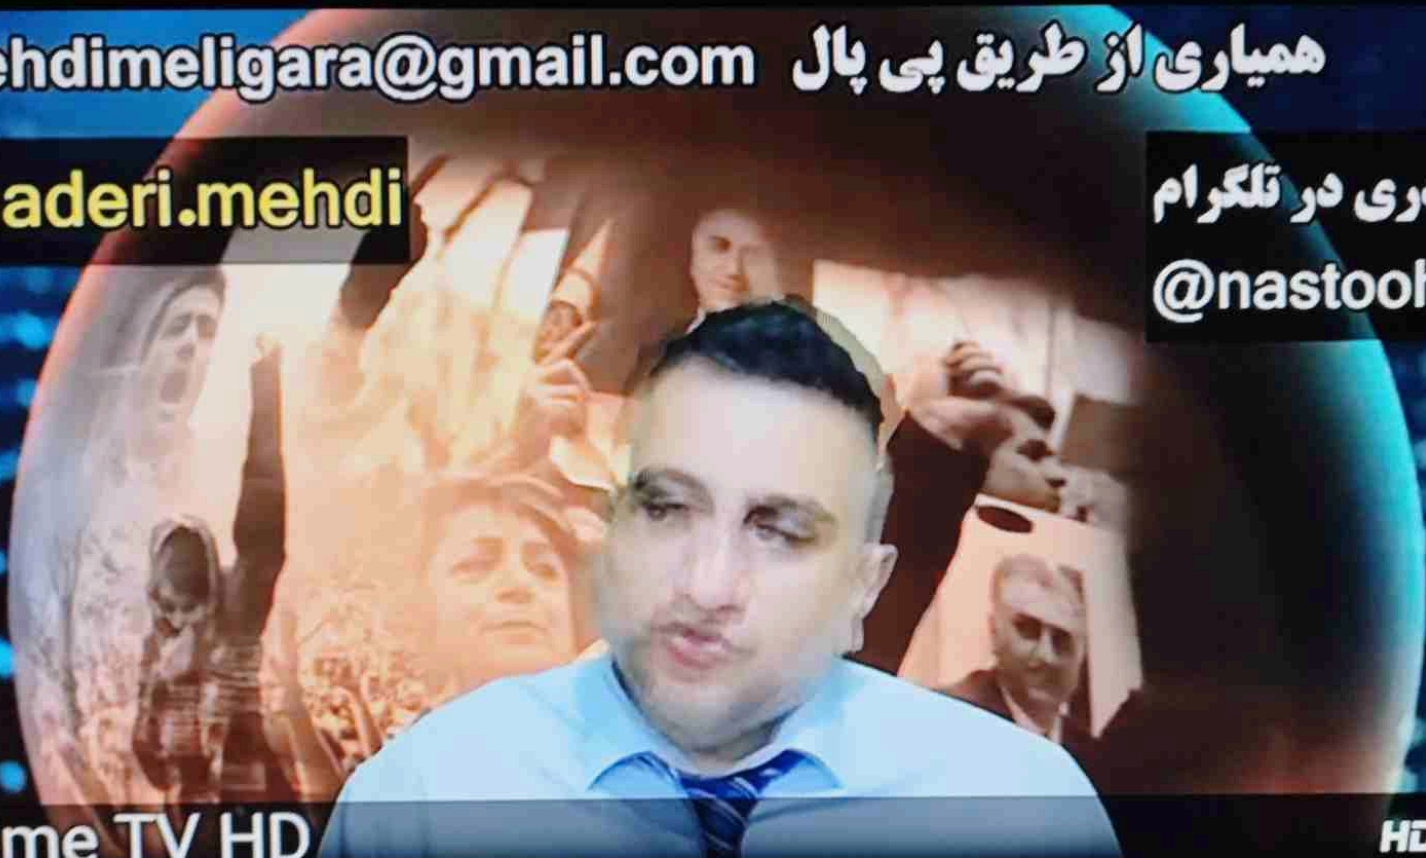 ehdimeligara@gmail.com همیاری از طریق پی پال
aderi.mehdi
ری در تلگرام
@nastooh
me TV HD
HD